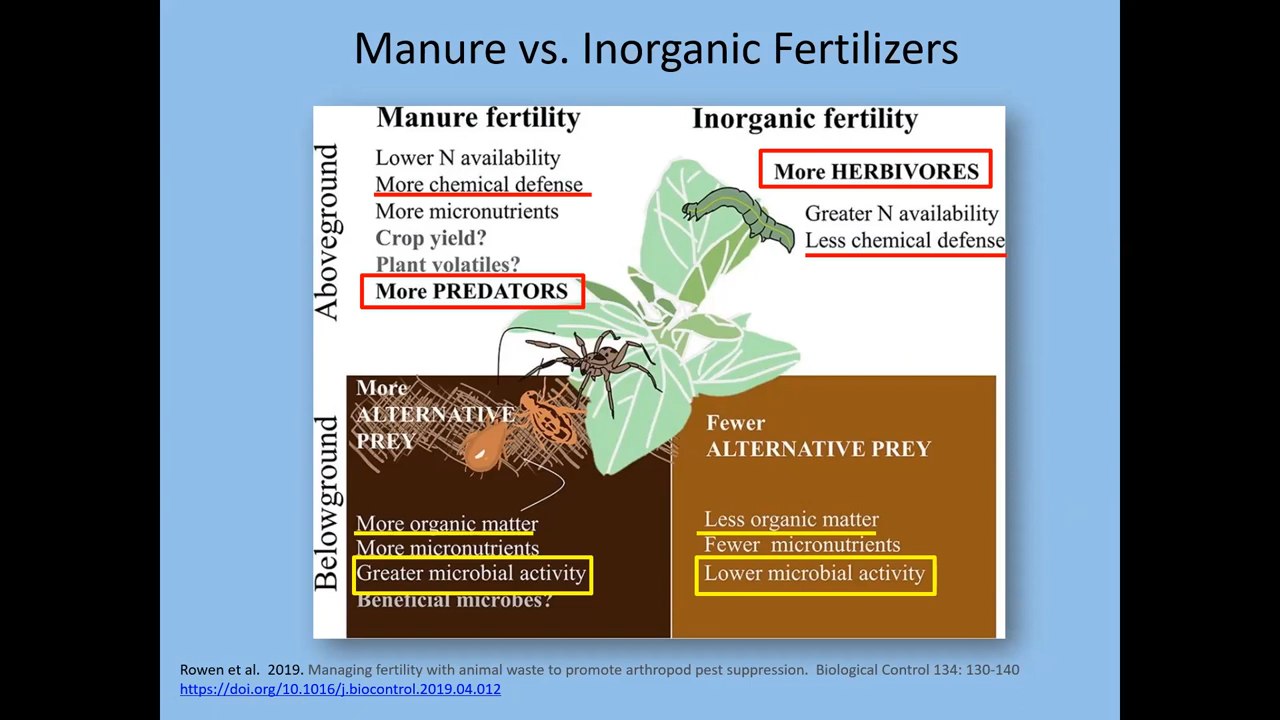 Manure vs. Inorganic Fertilizers
Manure fertility
Inorganic fertility
Aboveground
Lower N availability
More chemical defense
More micronutrients
Crop yield?
Plant volatiles?
More PREDATORS
More HERBIVORES
Greater N availability
Less chemical defense
Belowground
More
ALTERNATIVE
PREY
More organic matter
More micronutrients
Greater microbial activity
Beneficial microbes?
Fewer
ALTERNATIVE PREY
Less organic matter
Fewer micronutrients
Lower microbial activity
Rowen et al. 2019. Managing fertility with animal waste to promote arthropod pest suppression. Biological Control 134: 130-140
https://doi.org/10.1016/j.biocontrol.2019.04.012